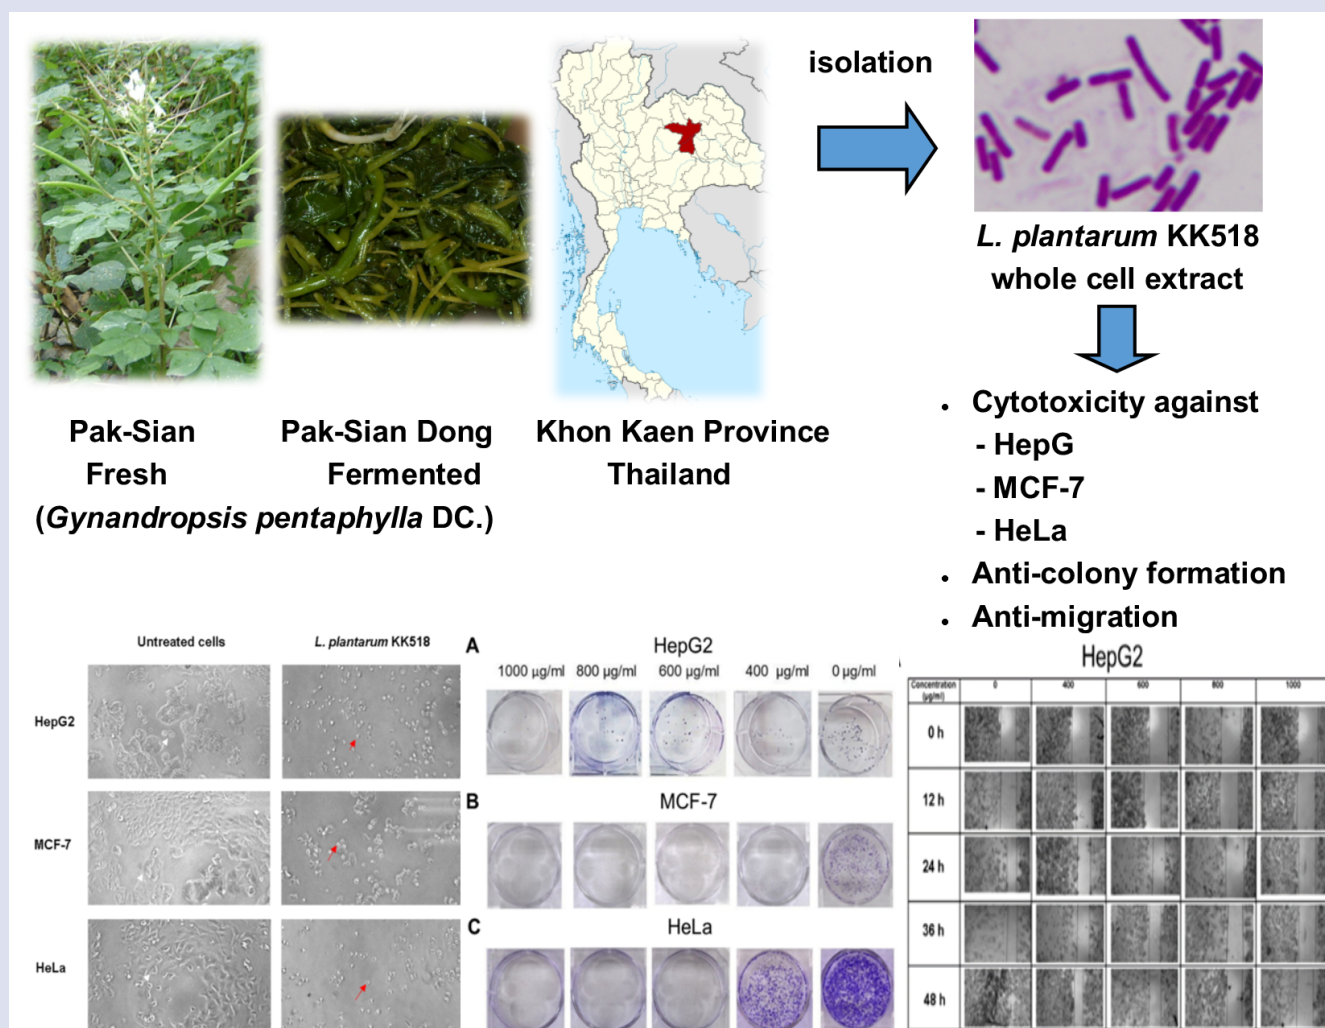 isolation
L. plantarum KK518
whole cell extract
Pak-Sian
Fresh
Pak-Sian Dong
Fermented
(Gynandropsis pentaphylla DC.)
Khon Kaen Province
Thailand
• Cytotoxicity against
- HepG
- MCF-7
- HeLa
• Anti-colony formation
• Anti-migration
Untreated cells
L. plantarum KK518
HepG2
MCF-7
HeLa
A
HepG2
1000 µg/ml 800 µg/ml 600 µg/ml 400 µg/ml 0 µg/ml
B
MCF-7
C
HeLa
HepG2
Concentration (µg/ml) 0 400 600 800 1000
0 h
12 h
24 h
36 h
48 h